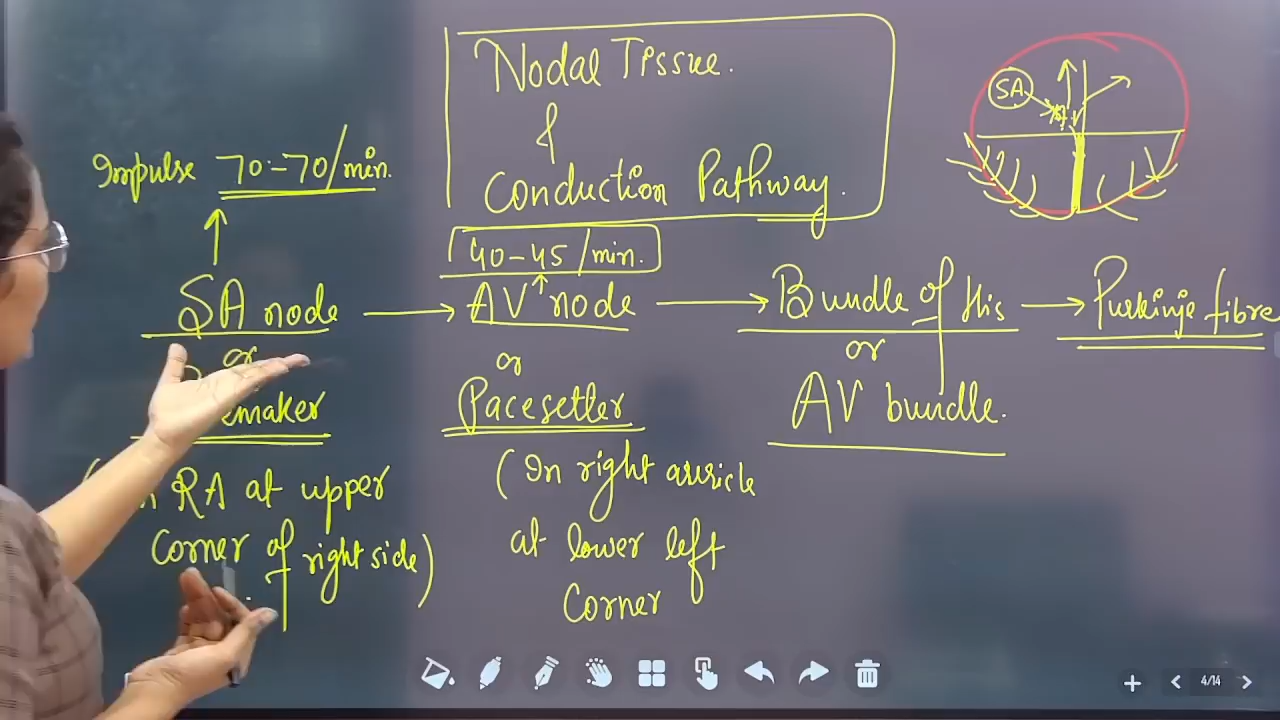 Nodal Tissue.
&
Conduction Pathway.
SA
Impulse 70-70/min.
40-45/min.
SA node → AV node → Bundle of His → Purkinje fibre
or
emaker
or
Pacesetter
or
AV bundle.
RA at upper
corner of right side)
(In right auricle
at lower left
Corner
4/14